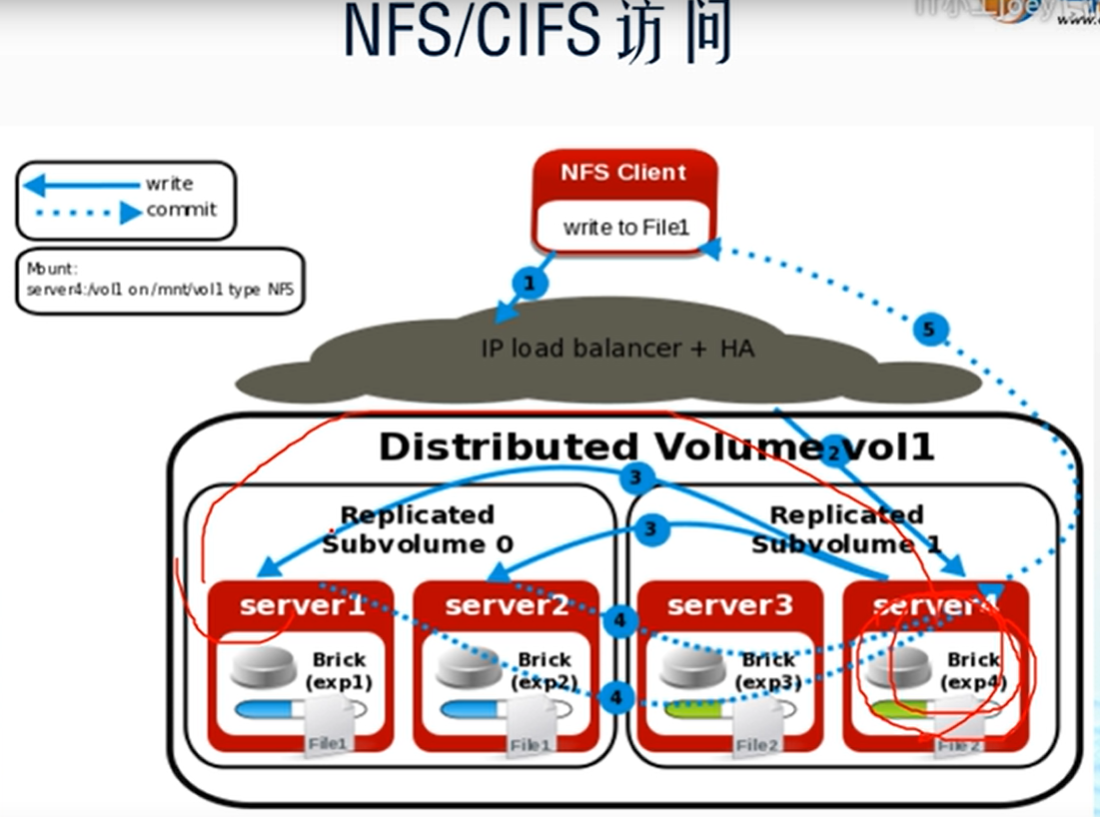 NFS/CIFS 访问
www.
write
commit
Mount:
server4:/vol1 on /mnt/vol1 type NFS
NFS Client
write to File1
1
5
IP load balancer + HA
Distributed Volume vol1
2
3
3
Replicated
Subvolume 0
Replicated
Subvolume 1
server1
server2
server3
server4
4
4
Brick
(exp1)
Brick
(exp2)
Brick
(exp3)
Brick
(exp4)
File1
File1
File2
File2